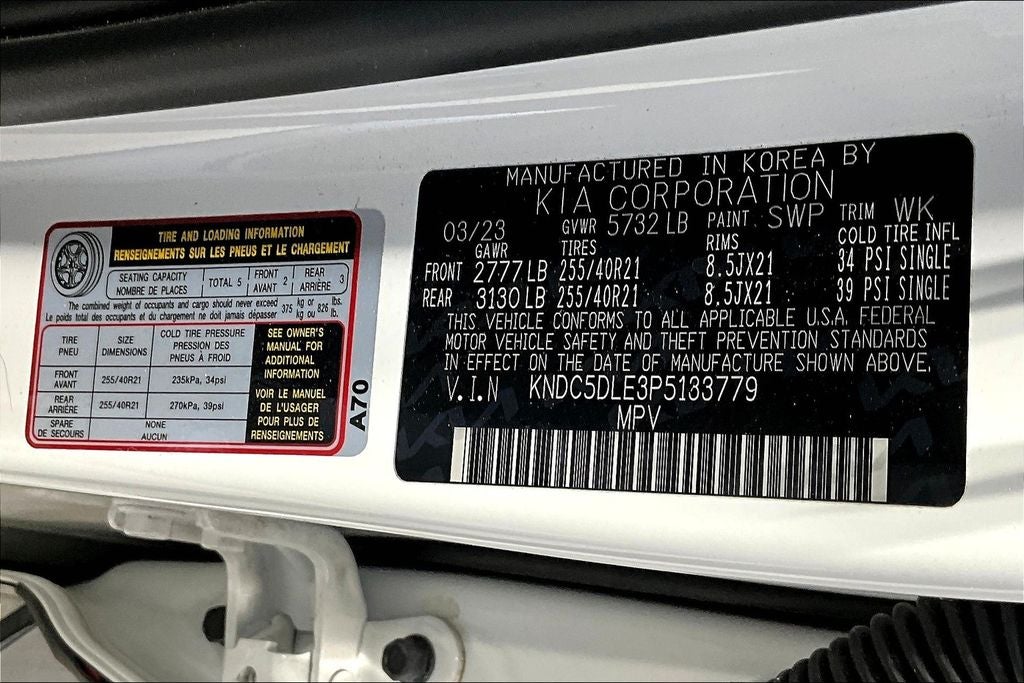 TIRE AND LOADING INFORMATION
RENSEIGNEMENTS SUR LES PNEUS ET LE CHARGEMENT
SEATING CAPACITY
NOMBRE DE PLACES
TOTAL 5
FRONT
AVANT 2
REAR
ARRIÈRE 3
The combined weight of occupants and cargo should never exceed 375 kg or 826 lbs.
Le poids total des occupants et du chargement ne doit jamais dépasser 375 kg ou 826 lb.
TIRE
PNEU
SIZE
DIMENSIONS
COLD TIRE PRESSURE
PRESSION DES
PNEUS À FROID
FRONT
AVANT
255/40R21
235kPa, 34psi
REAR
ARRIÈRE
255/40R21
270kPa, 39psi
SPARE
DE SECOURS
NONE
AUCUN
SEE OWNER'S
MANUAL FOR
ADDITIONAL
INFORMATION
VOIR LE MANUEL
DE L'USAGER
POUR PLUS DE
RENSEIGNEMENTS
A70
MANUFACTURED IN KOREA BY
KIA CORPORATION
03/23 GVWR 5732 LB PAINT SWP TRIM WK
GAWR TIRES RIMS COLD TIRE INFL
FRONT 2777 LB 255/40R21 8.5JX21 34 PSI SINGLE
REAR 3130 LB 255/40R21 8.5JX21 39 PSI SINGLE
THIS VEHICLE CONFORMS TO ALL APPLICABLE U.S.A. FEDERAL
MOTOR VEHICLE SAFETY AND THEFT PREVENTION STANDARDS
IN EFFECT ON THE DATE OF MANUFACTURE SHOWN ABOVE.
V.I.N KNDC5DLE3P5133779
MPV